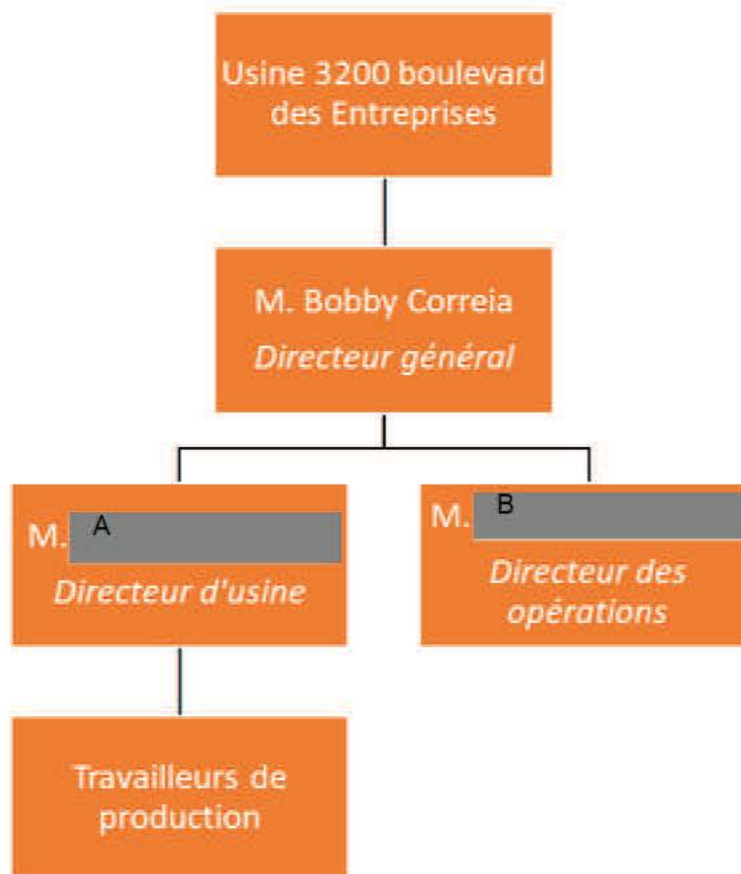 Usine 3200 boulevard
des Entreprises
M. Bobby Correia
Directeur général
M. A
Directeur d'usine
M. B
Directeur des
opérations
Travailleurs de
production